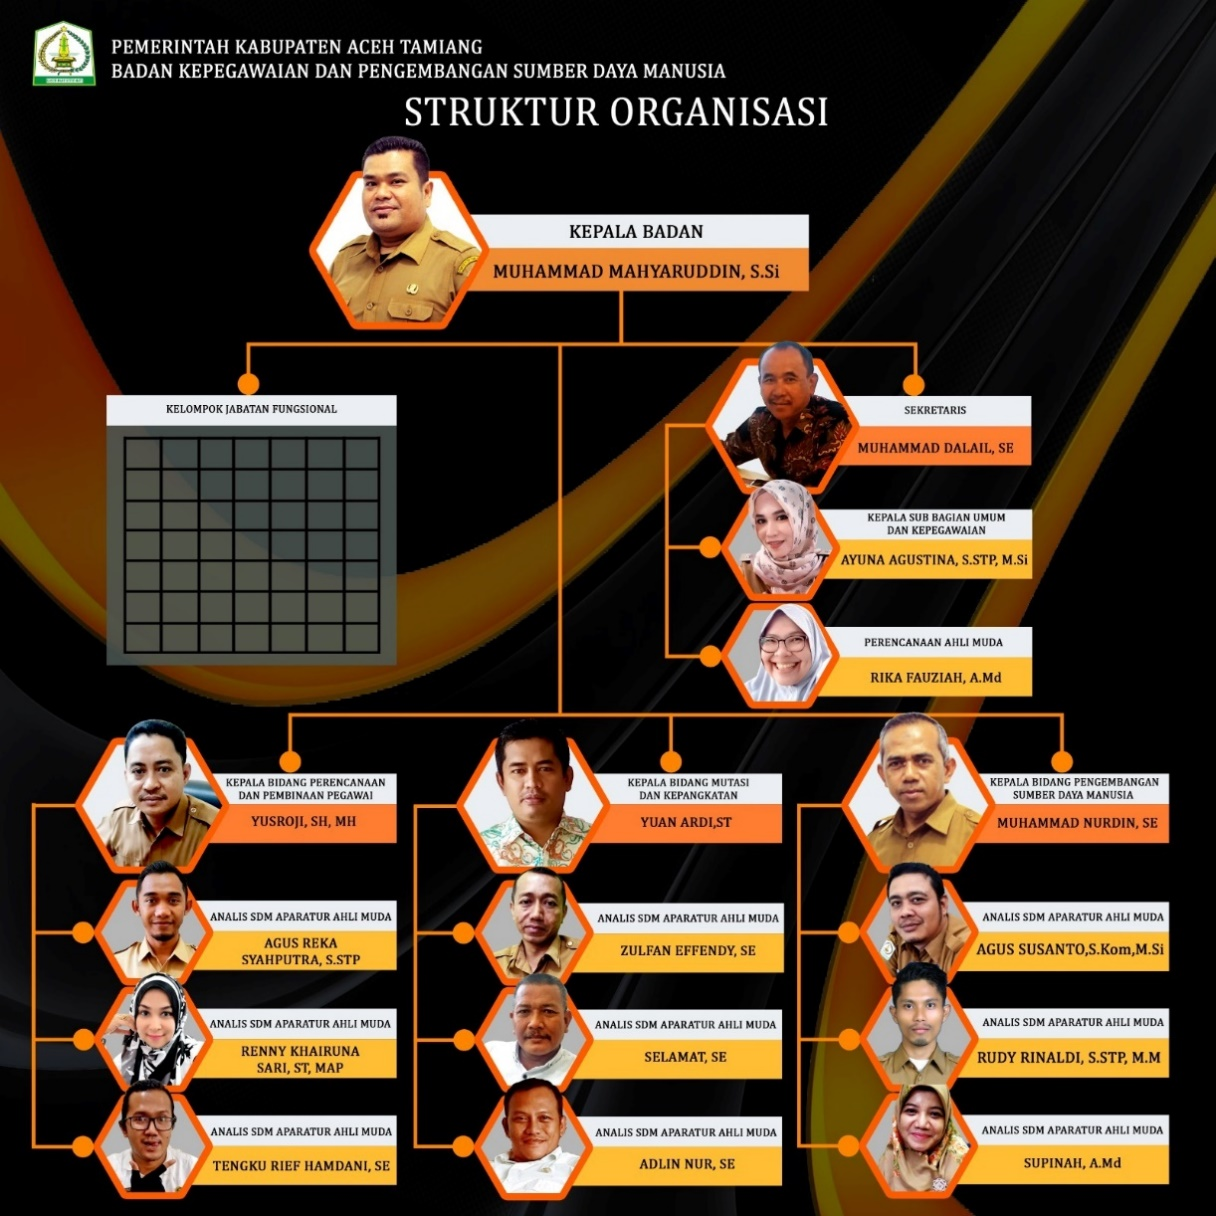 PEMERINTAH KABUPATEN ACEH TAMIANG
BADAN KEPEGAWAIAN DAN PENGEMBANGAN SUMBER DAYA MANUSIA
STRUKTUR ORGANISASI
KEPALA BADAN
MUHAMMAD MAHYARUDDIN, S.Si
KELOMPOK JABATAN FUNGSIONAL
SEKRETARIS
MUHAMMAD DALAIL, SE
KEPALA SUB BAGIAN UMUM
DAN KEPEGAWAIAN
AYUNA AGUSTINA, S.STP, M.Si
PERENCANAAN AHLI MUDA
RIKA FAUZIAH, A.Md
KEPALA BIDANG PERENCANAAN
DAN PEMBINAAN PEGAWAI
YUSROJI, SH, MH
ANALIS SDM APARATUR AHLI MUDA
AGUS REKA
SYAHPUTRA, S.STP
ANALIS SDM APARATUR AHLI MUDA
RENNY KHAIRUNA
SARI, ST, MAP
ANALIS SDM APARATUR AHLI MUDA
TENGKU RIEF HAMDANI, SE
KEPALA BIDANG MUTASI
DAN KEPANGKATAN
YUAN ARDI,ST
ANALIS SDM APARATUR AHLI MUDA
ZULFAN EFFENDY, SE
ANALIS SDM APARATUR AHLI MUDA
SELAMAT, SE
ANALIS SDM APARATUR AHLI MUDA
ADLIN NUR, SE
KEPALA BIDANG PENGEMBANGAN
SUMBER DAYA MANUSIA
MUHAMMAD NURDIN, SE
ANALIS SDM APARATUR AHLI MUDA
AGUS SUSANTO,S.Kom,M.Si
ANALIS SDM APARATUR AHLI MUDA
RUDY RINALDI, S.STP, M.M
ANALIS SDM APARATUR AHLI MUDA
SUPINAH, A.Md